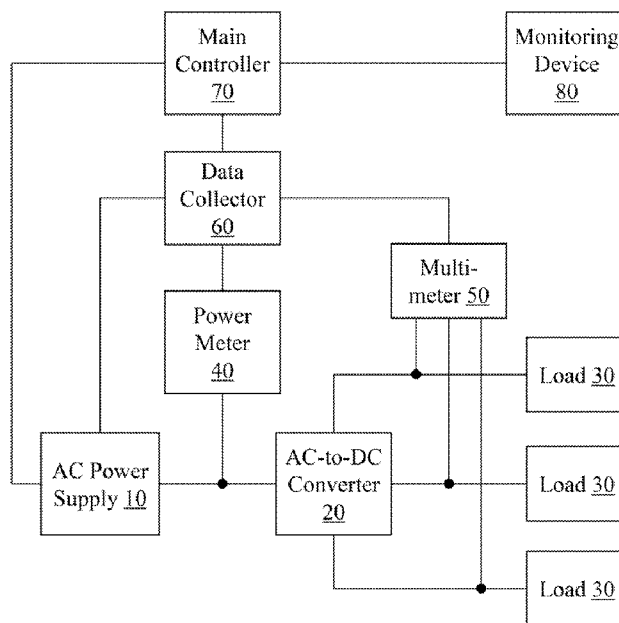 Main
Controller
70
Monitoring
Device
80
Data
Collector
60
Multi-
meter 50
Power
Meter
40
Load 30
AC Power
Supply 10
AC-to-DC
Converter
20
Load 30
Load 30